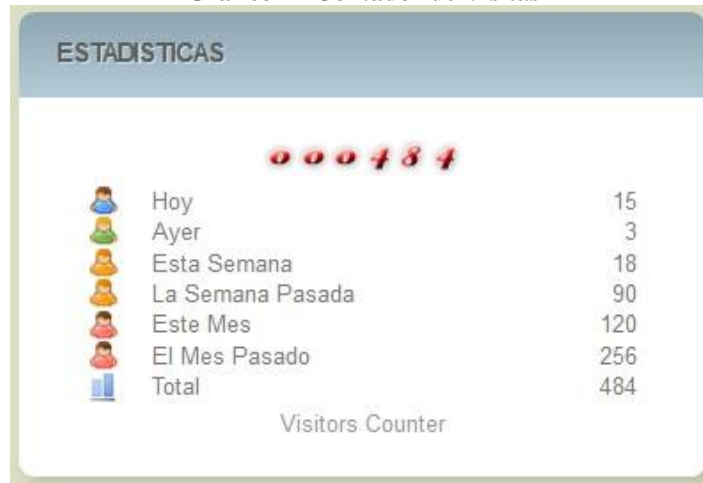 ESTADISTICAS
000484
Hoy 15
Ayer 3
Esta Semana 18
La Semana Pasada 90
Este Mes 120
El Mes Pasado 256
Total 484
Visitors Counter